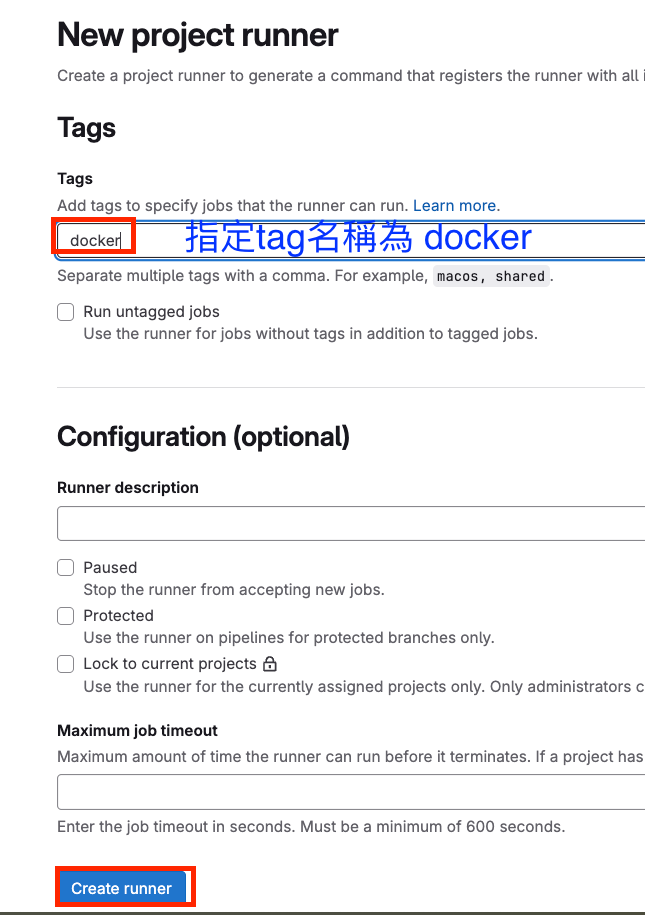 New project runner
Create a project runner to generate a command that registers the runner with all
Tags
Tags
Add tags to specify jobs that the runner can run. Learn more.
docker 指定tag名稱為 docker
Separate multiple tags with a comma. For example, macos, shared.
Run untagged jobs
Use the runner for jobs without tags in addition to tagged jobs.
Configuration (optional)
Runner description
Paused
Stop the runner from accepting new jobs.
Protected
Use the runner on pipelines for protected branches only.
Lock to current projects
Use the runner for the currently assigned projects only. Only administrators c
Maximum job timeout
Maximum amount of time the runner can run before it terminates. If a project has
Enter the job timeout in seconds. Must be a minimum of 600 seconds.
Create runner